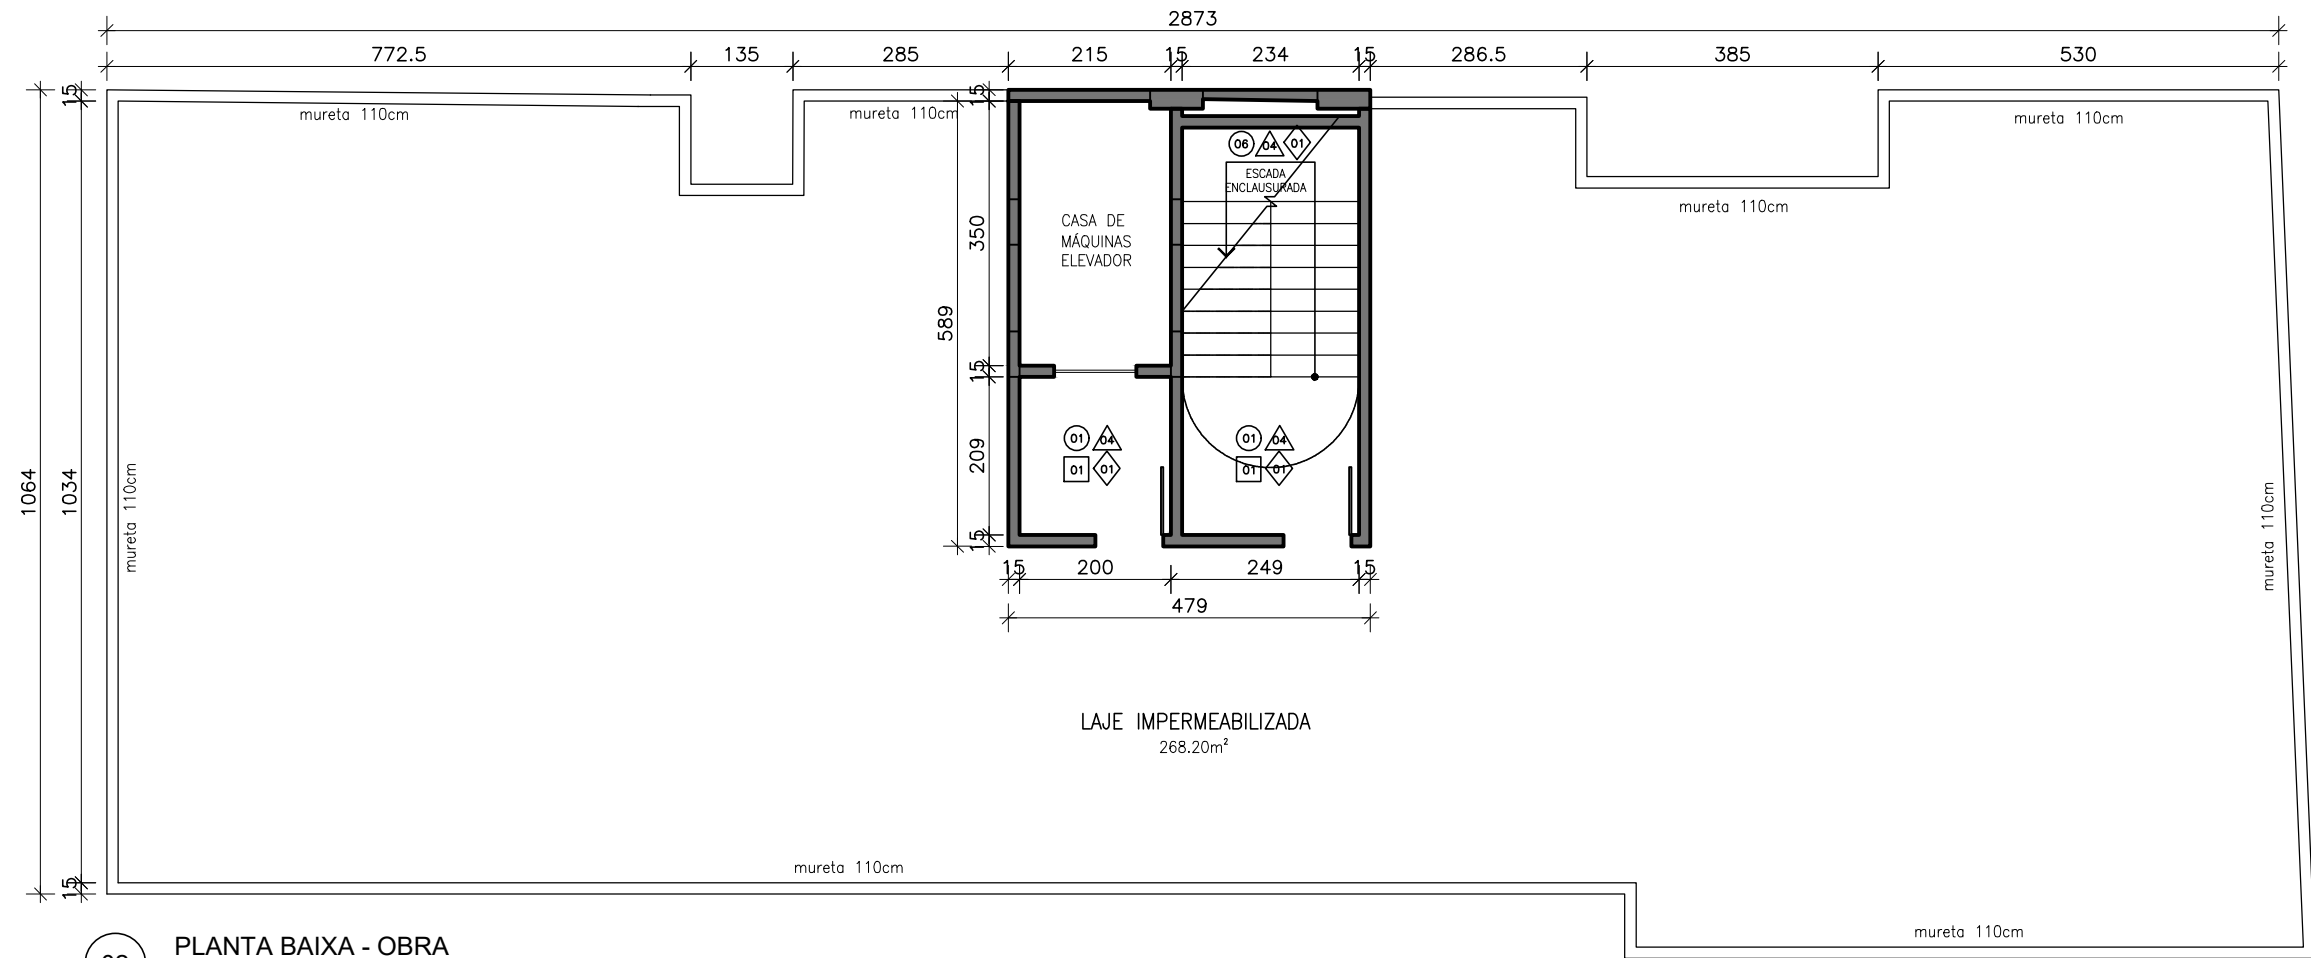 2873
772.5 135 285 215 15 234 15 286.5 385 530
15
15
mureta 110cm
mureta 110cm
mureta 110cm
06 04 01
ESCADA
ENCLAUSURADA
mureta 110cm
CASA DE
MÁQUINAS
ELEVADOR
350
589
15
01 04
01 01
01 04
01 01
209
1064
1034
mureta 110cm
mureta 110cm
15
15 200 249 15
479
LAJE IMPERMEABILIZADA
268.20m²
mureta 110cm
15
mureta 110cm
PLANTA BAIXA - OBRA